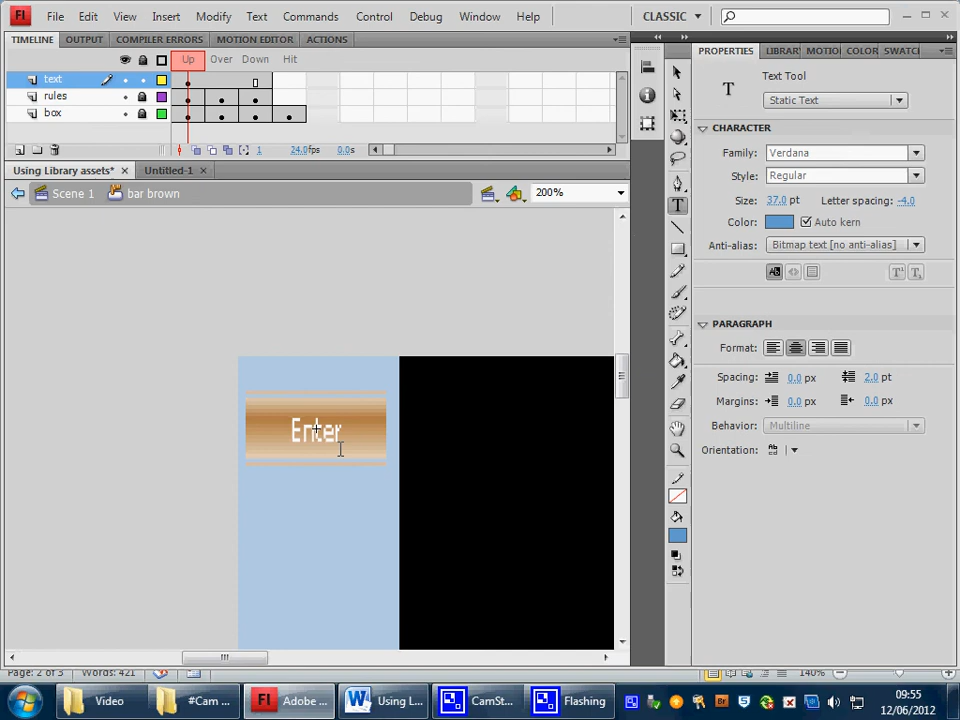 Fl File Edit View Insert Modify Text Commands Control Debug Window Help CLASSIC
TIMELINE OUTPUT COMPILER ERRORS MOTION EDITOR ACTIONS
Up Over Down Hit
text
rules
box
1 24.0fps 0.0s
Using Library assets* Untitled-1
Scene 1 bar brown 200%
Enter
PROPERTIES LIBRAR MOTIO COLOR SWATC
T Text Tool
Static Text
CHARACTER
Family: Verdana
Style: Regular
Size: 37.0 pt Letter spacing: -4.0
Color: Auto kern
Anti-alias: Bitmap text [no anti-alias]
PARAGRAPH
Format:
Spacing: 0.0 px 2.0 pt
Margins: 0.0 px 0.0 px
Behavior: Multiline
Orientation:
Page: 2 of 3 Words: 421 140%
Video #Cam ... Adobe ... Using L... CamSt... Flashing
09:55
12/06/2012